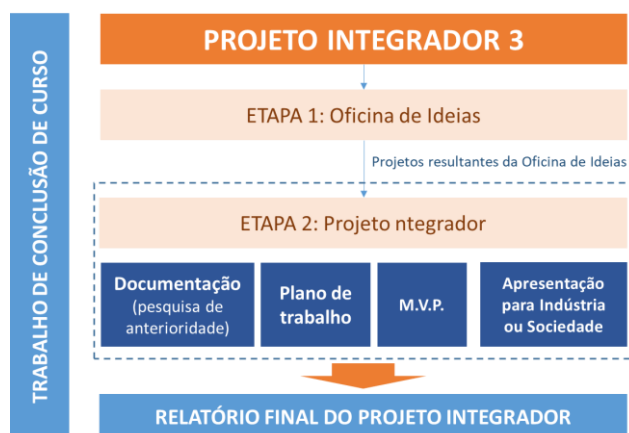 TRABALHO DE CONCLUSÃO DE CURSO
PROJETO INTEGRADOR 3
ETAPA 1: Oficina de Ideias
Projetos resultantes da Oficina de Ideias
ETAPA 2: Projeto ntegrador
Documentação
(pesquisa de
anterioridade)
Plano de
trabalho
M.V.P.
Apresentação
para Indústria
ou Sociedade
RELATÓRIO FINAL DO PROJETO INTEGRADOR